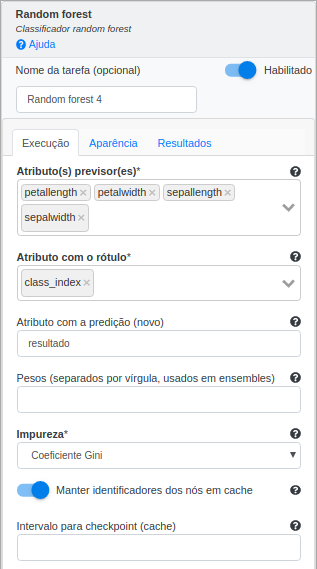 Random forest
Classificador random forest
Ajuda
Nome da tarefa (opcional)
Habilitado
Random forest 4
Execução Aparência Resultados
Atributo(s) previsor(es)*
petallength× petalwidth× sepallength×
sepalwidth×
Atributo com o rótulo*
class_index×
Atributo com a predição (novo)
resultado
Pesos (separados por vírgula, usados em ensembles)
Impureza*
Coeficiente Gini
Manter identificadores dos nós em cache
Intervalo para checkpoint (cache)